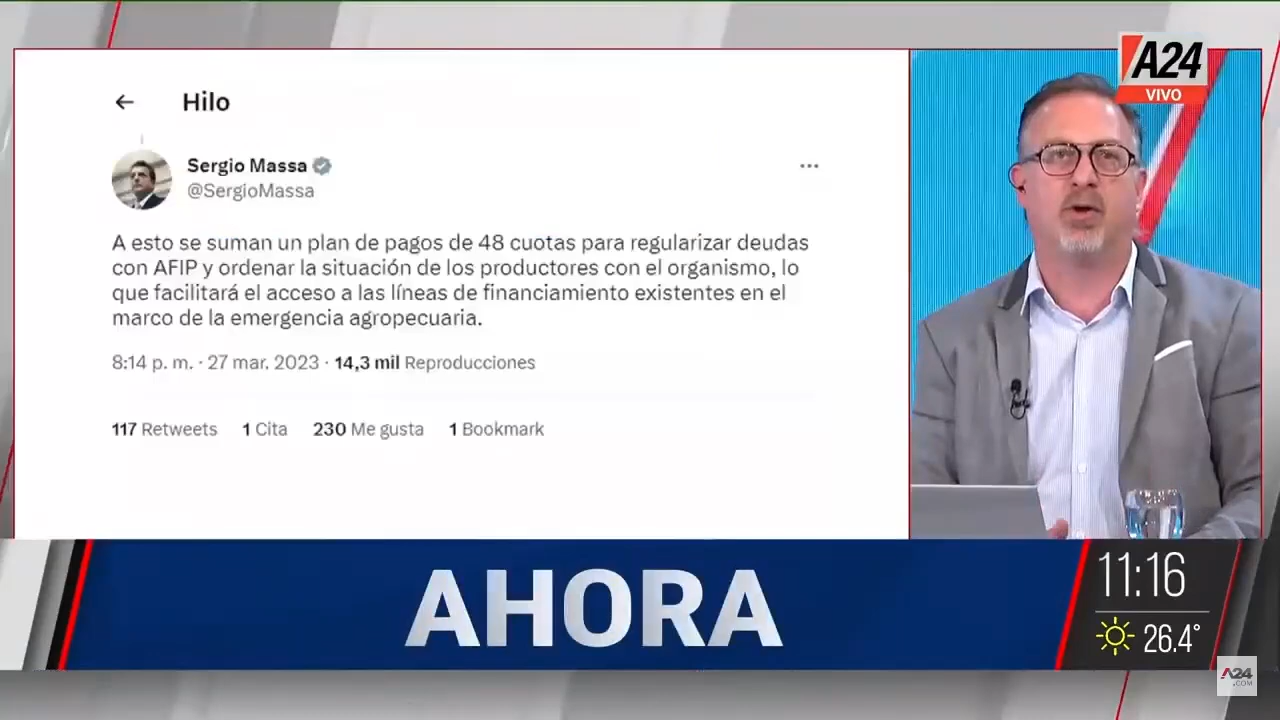 A24
VIVO
Hilo
Sergio Massa
@SergioMassa
A esto se suman un plan de pagos de 48 cuotas para regularizar deudas
con AFIP y ordenar la situación de los productores con el organismo, lo
que facilitará el acceso a las líneas de financiamiento existentes en el
marco de la emergencia agropecuaria.
8:14 p. m. · 27 mar. 2023 · 14,3 mil Reproducciones
117 Retweets 1 Cita 230 Me gusta 1 Bookmark
AHORA
11:16
26.4°
A24
.COM